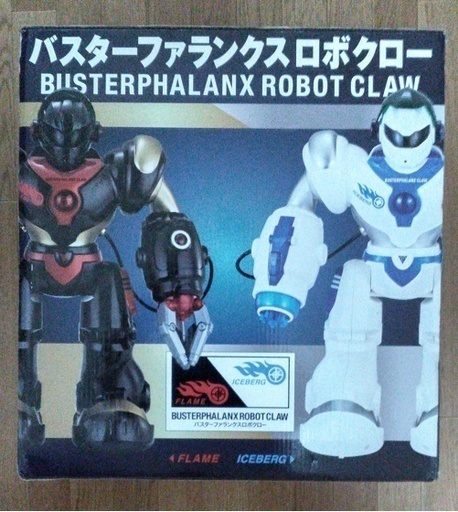 バスターファランクスロボクロー
BUSTERPHALANX ROBOT CLAW
BUSTERPHALANX CLAW
ICEBERG
ICEBERG
FLAME
BUSTERPHALANX ROBOT CLAW
バスターファランクスロボクロー
◀ FLAME ICEBERG ▶